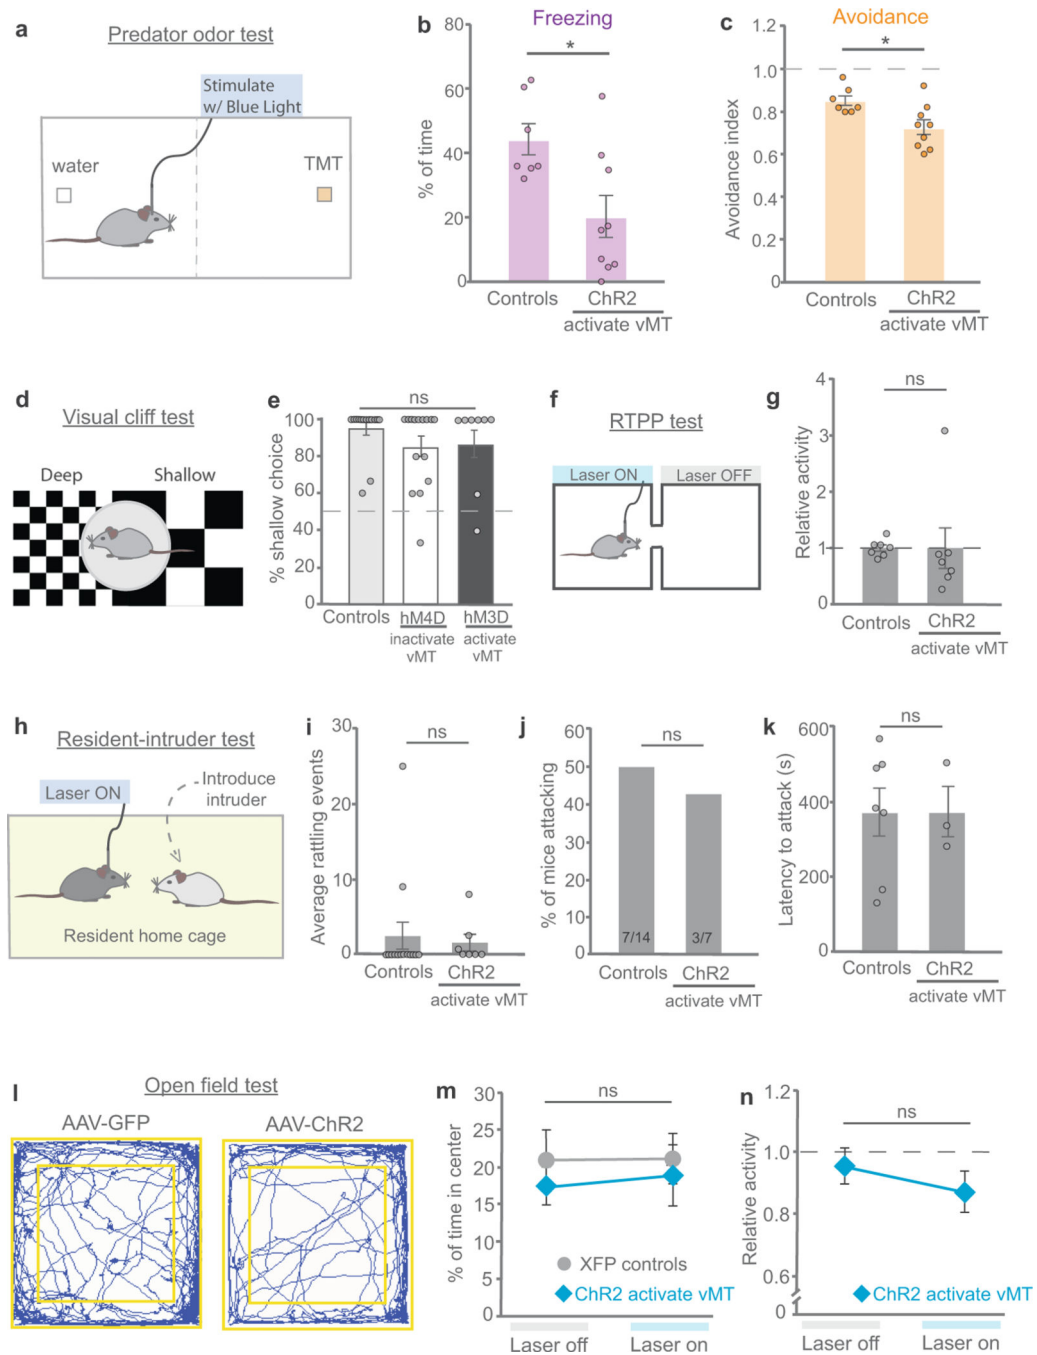 a
Predator odor test
Stimulate
w/ Blue Light
water
TMT
b
Freezing
*
% of time
80
60
40
20
0
Controls
ChR2
activate vMT
c
Avoidance
*
Avoidance index
1.2
1.0
0.8
0.6
0.4
0.2
0
Controls
ChR2
activate vMT
d
Visual cliff test
Deep
Shallow
e
ns
% shallow choice
100
80
60
50
40
20
0
Controls
hM4D
inactivate
vMT
hM3D
activate
vMT
f
RTPP test
Laser ON
Laser OFF
g
ns
Relative activity
4
3
2
1
0
Controls
ChR2
activate vMT
h
Resident-intruder test
Laser ON
Introduce
intruder
Resident home cage
i
ns
Average rattling events
30
20
10
0
Controls
ChR2
activate vMT
j
ns
% of mice attacking
60
50
40
30
20
10
0
7/14
3/7
Controls
ChR2
activate vMT
k
ns
Latency to attack (s)
600
400
200
0
Controls
ChR2
activate vMT
l
Open field test
AAV-GFP
AAV-ChR2
m
ns
% of time in center
30
25
20
15
10
5
0
XFP controls
ChR2 activate vMT
Laser off
Laser on
n
ns
Relative activity
1.2
1.0
0.8
0.6
0
ChR2 activate vMT
Laser off
Laser on